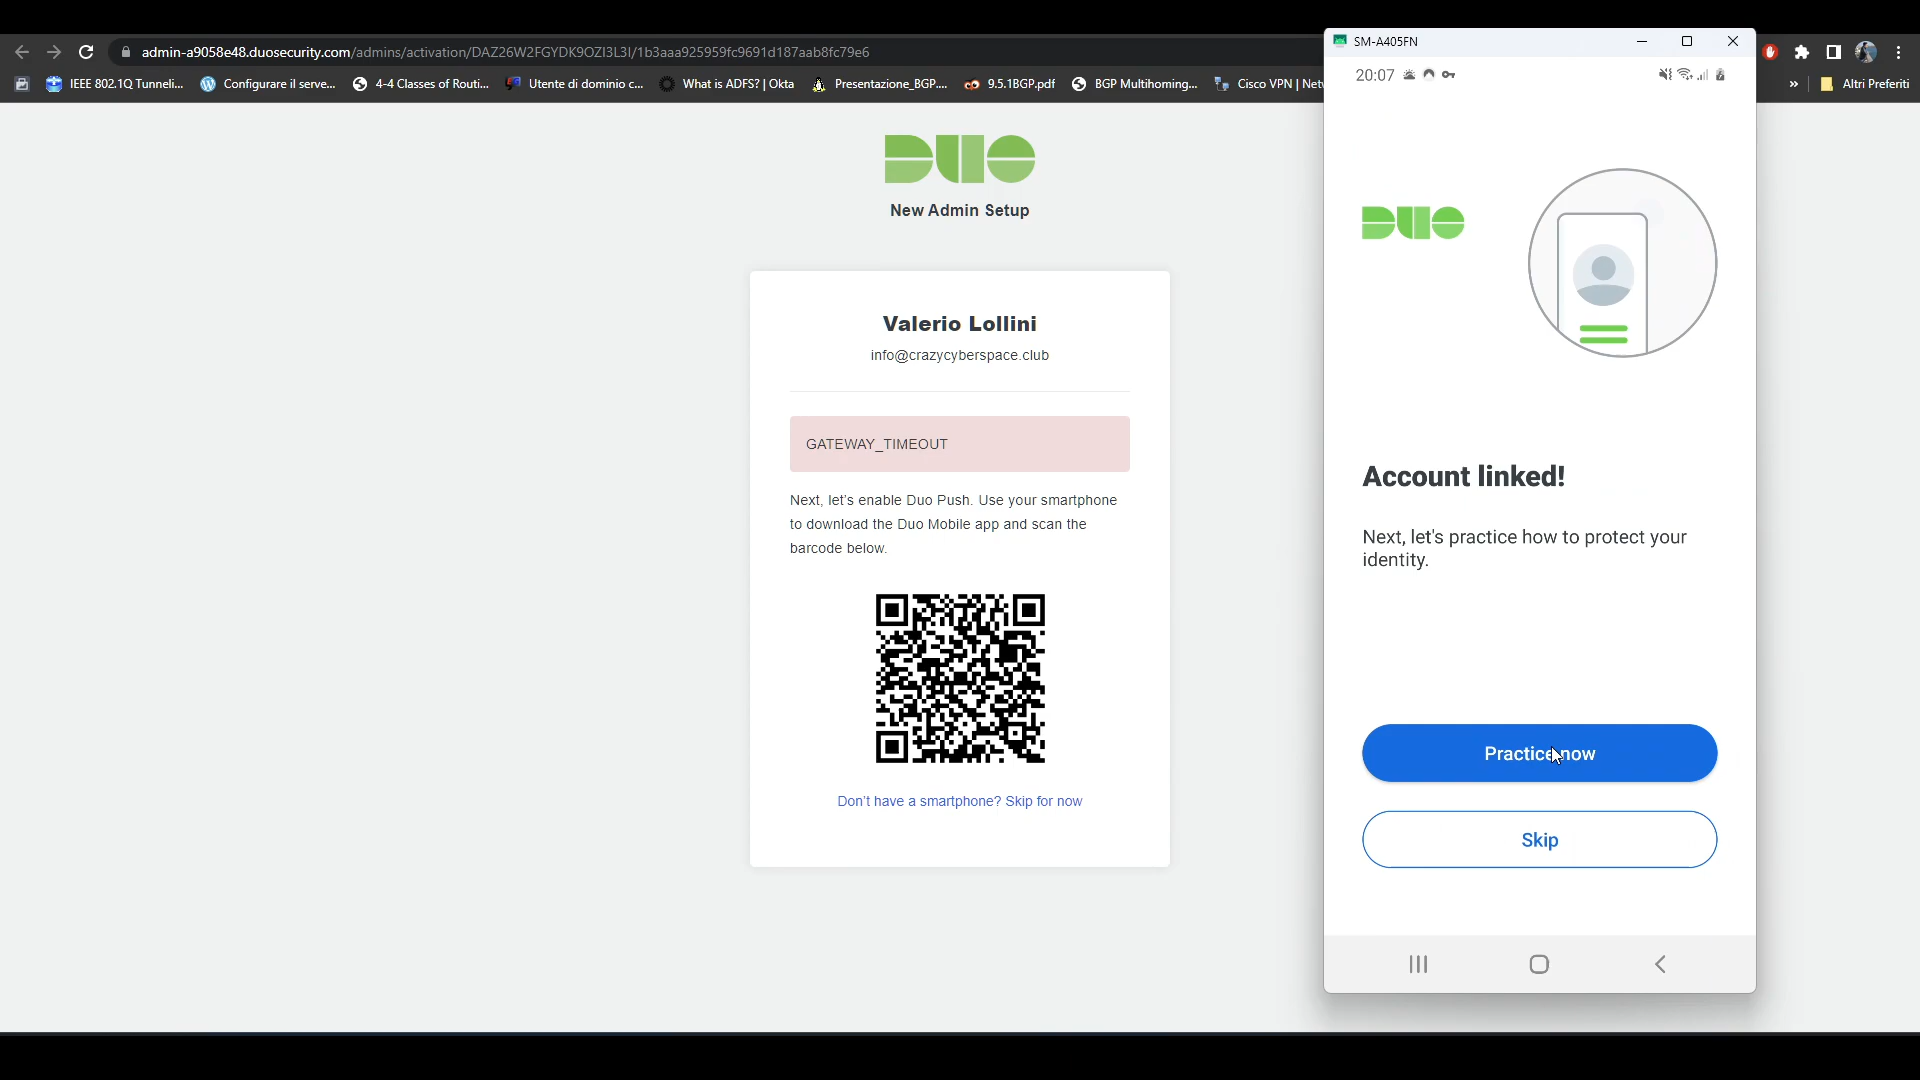 admin-a9058e48.duosecurity.com/admins/activation/DAZ26W2FGYDK9OZI3L3I/1b3aaa925959fc9691d187aab8fc79e6
IEEE 802.1Q Tunneli...
Configurare il serve...
4-4 Classes of Routi...
Utente di dominio c...
What is ADFS? | Okta
Presentazione_BGP....
9.5.1BGP.pdf
BGP Multihoming...
Cisco VPN | Netw
»
Altri Preferiti
DUO
New Admin Setup
Valerio Lollini
info@crazycyberspace.club
GATEWAY_TIMEOUT
Next, let's enable Duo Push. Use your smartphone
to download the Duo Mobile app and scan the
barcode below.
Don't have a smartphone? Skip for now
SM-A405FN
20:07
DUO
Account linked!
Next, let's practice how to protect your
identity.
Practice now
Skip